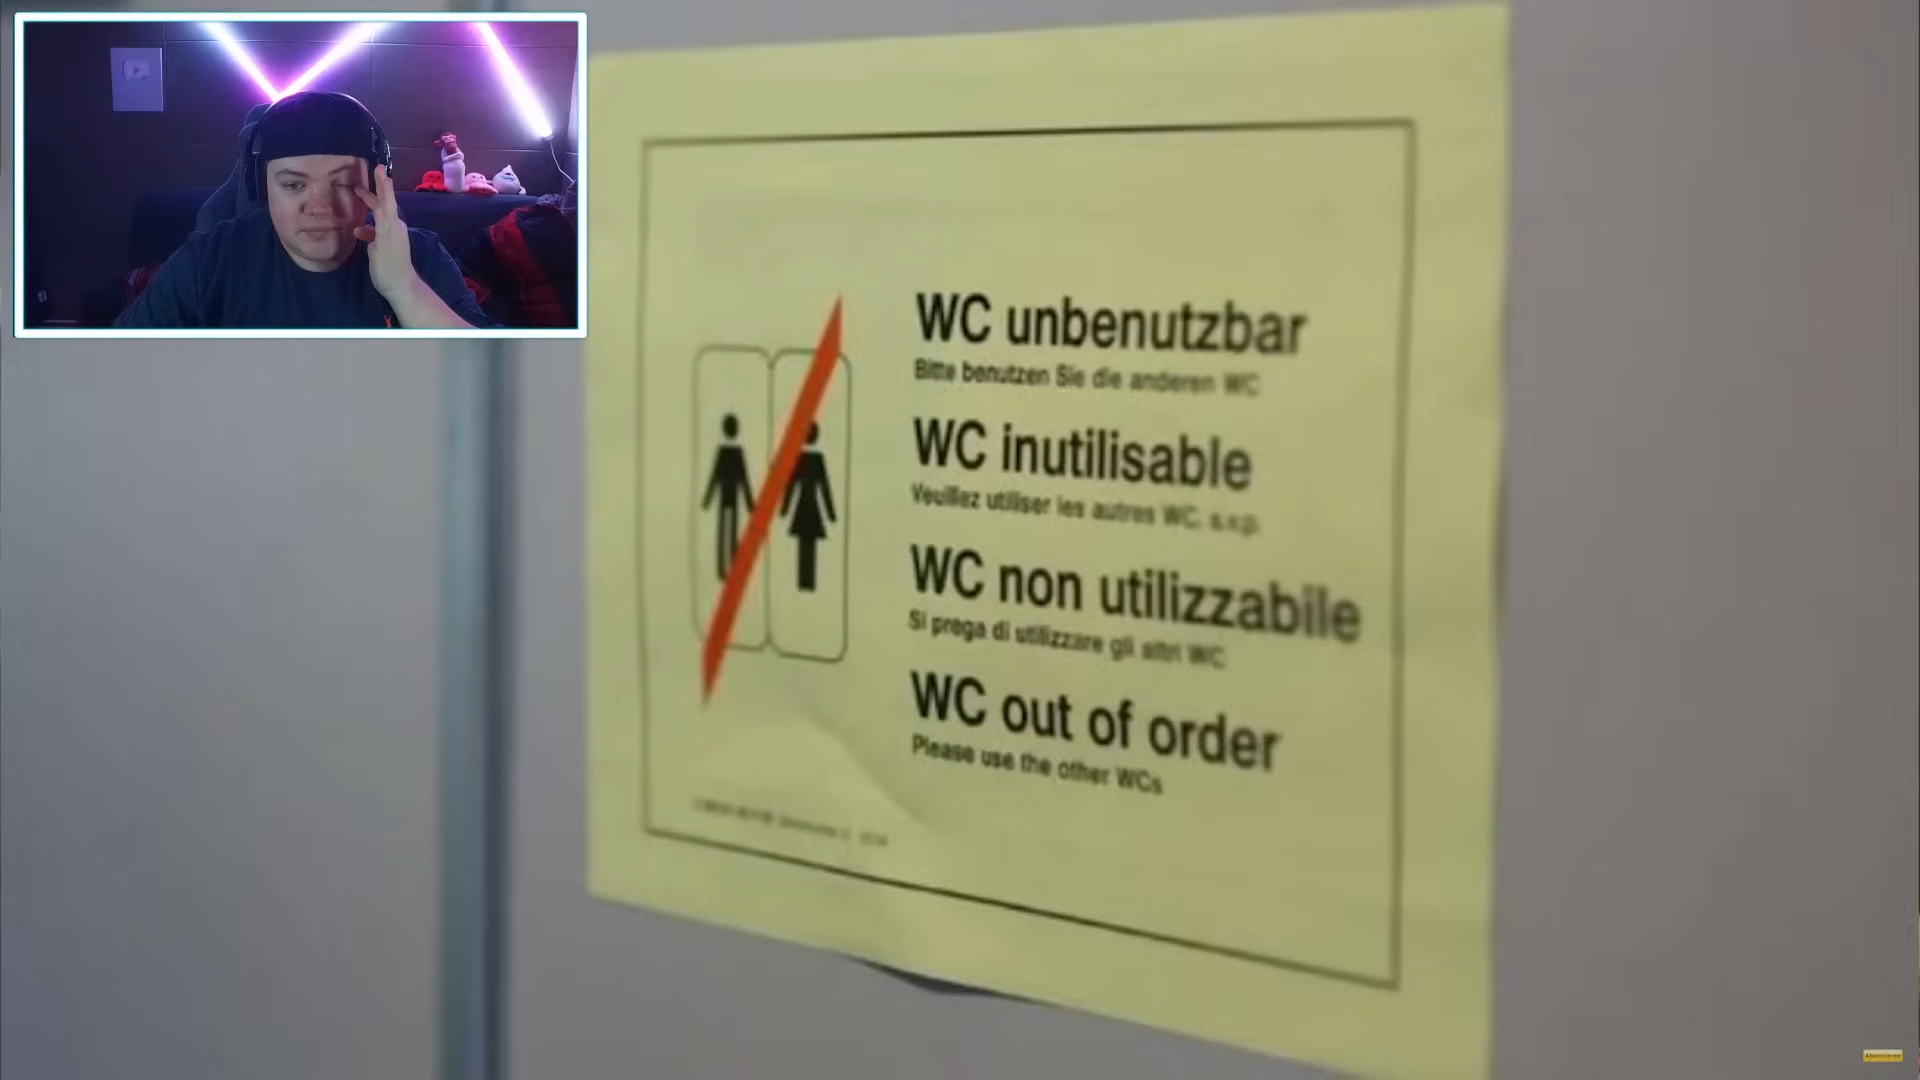 WC unbenutzbar
Bitte benutzen Sie die anderen WC
WC inutilisable
Veuillez utiliser les autres WC. s.v.p.
WC non utilizzabile
Si prega di utilizzare gli altri WC
WC out of order
Please use the other WCs